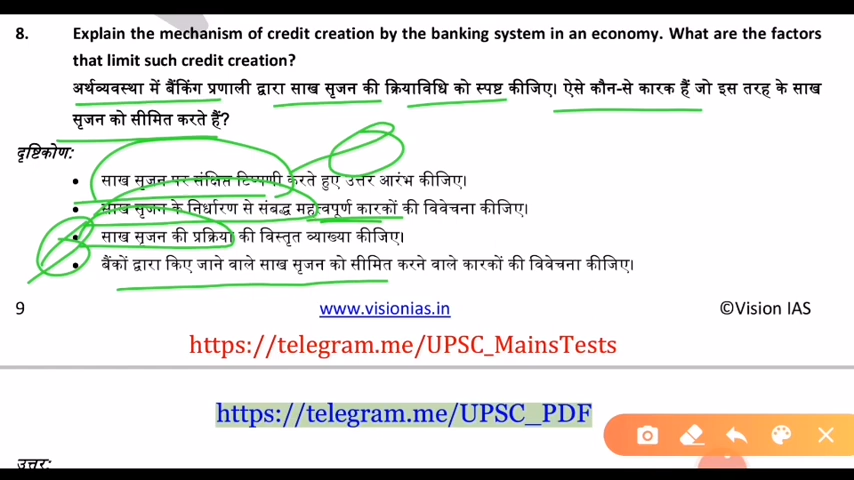 8. Explain the mechanism of credit creation by the banking system in an economy. What are the factors
that limit such credit creation?
अर्थव्यवस्था में बैंकिंग प्रणाली द्वारा साख सृजन की क्रियाविधि को स्पष्ट कीजिए। ऐसे कौन-से कारक हैं जो इस तरह के साख
सृजन को सीमित करते हैं?
दृष्टिकोण:
• साख सृजन पर संक्षिप्त टिप्पणी करते हुए उत्तर आरंभ कीजिए।
• साख सृजन के निर्धारण से संबद्ध महत्वपूर्ण कारकों की विवेचना कीजिए।
• साख सृजन की प्रक्रिया की विस्तृत व्याख्या कीजिए।
• बैंकों द्वारा किए जाने वाले साख सृजन को सीमित करने वाले कारकों की विवेचना कीजिए।
9 www.visionias.in ©Vision IAS
https://telegram.me/UPSC_MainsTests
https://telegram.me/UPSC_PDF
उत्तर: